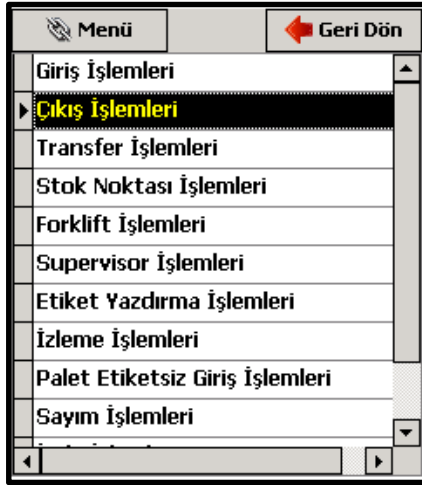 Menü
Geri Dön
Giriş İşlemleri
Çıkış İşlemleri
Transfer İşlemleri
Stok Noktası İşlemleri
Forklift İşlemleri
Supervisor İşlemleri
Etiket Yazdırma İşlemleri
İzleme İşlemleri
Palet Etiketsiz Giriş İşlemleri
Sayım İşlemleri